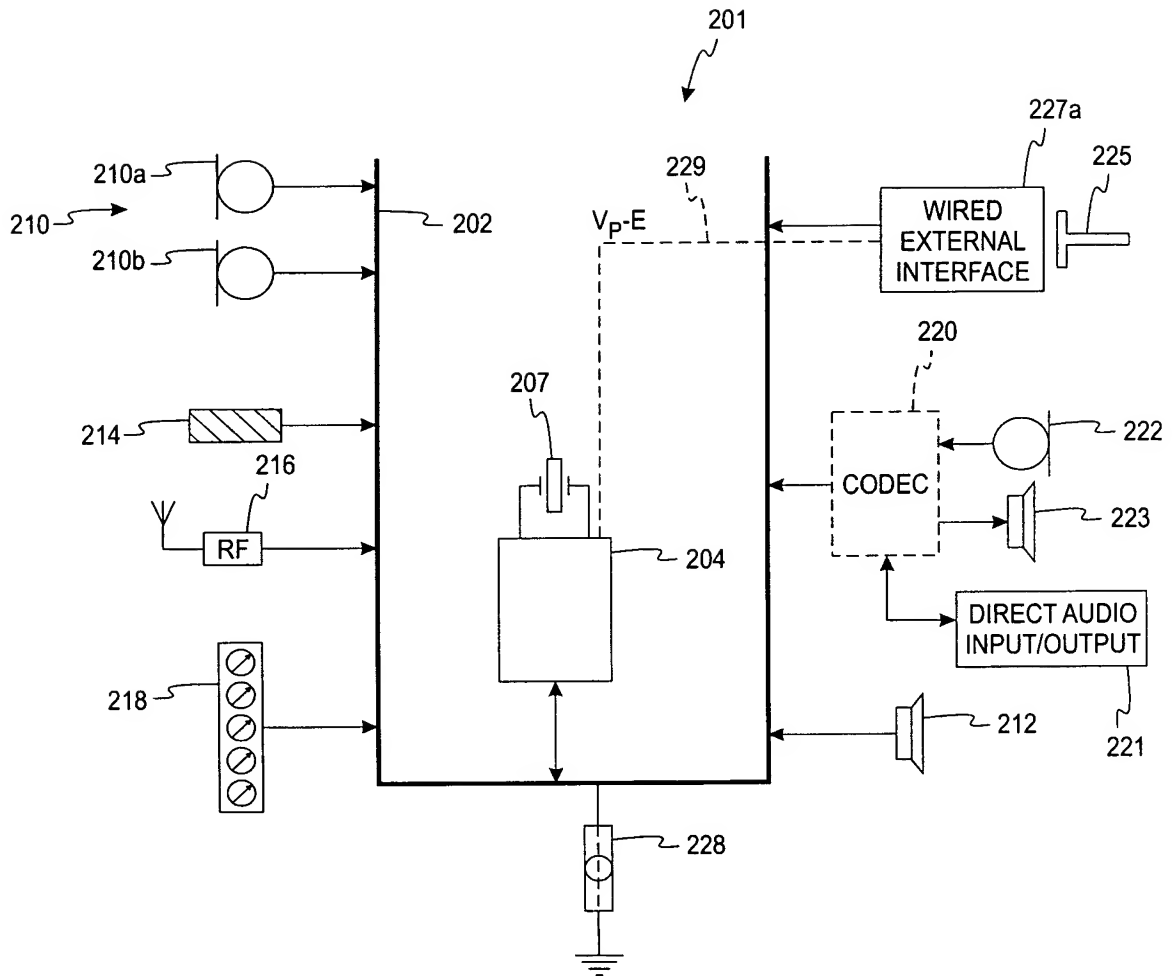 201
227a
225
210a
229
210
202
V_P-E
WIRED
EXTERNAL
INTERFACE
210b
220
207
214
222
216
CODEC
RF
223
204
DIRECT AUDIO
INPUT/OUTPUT
218
212
221
228